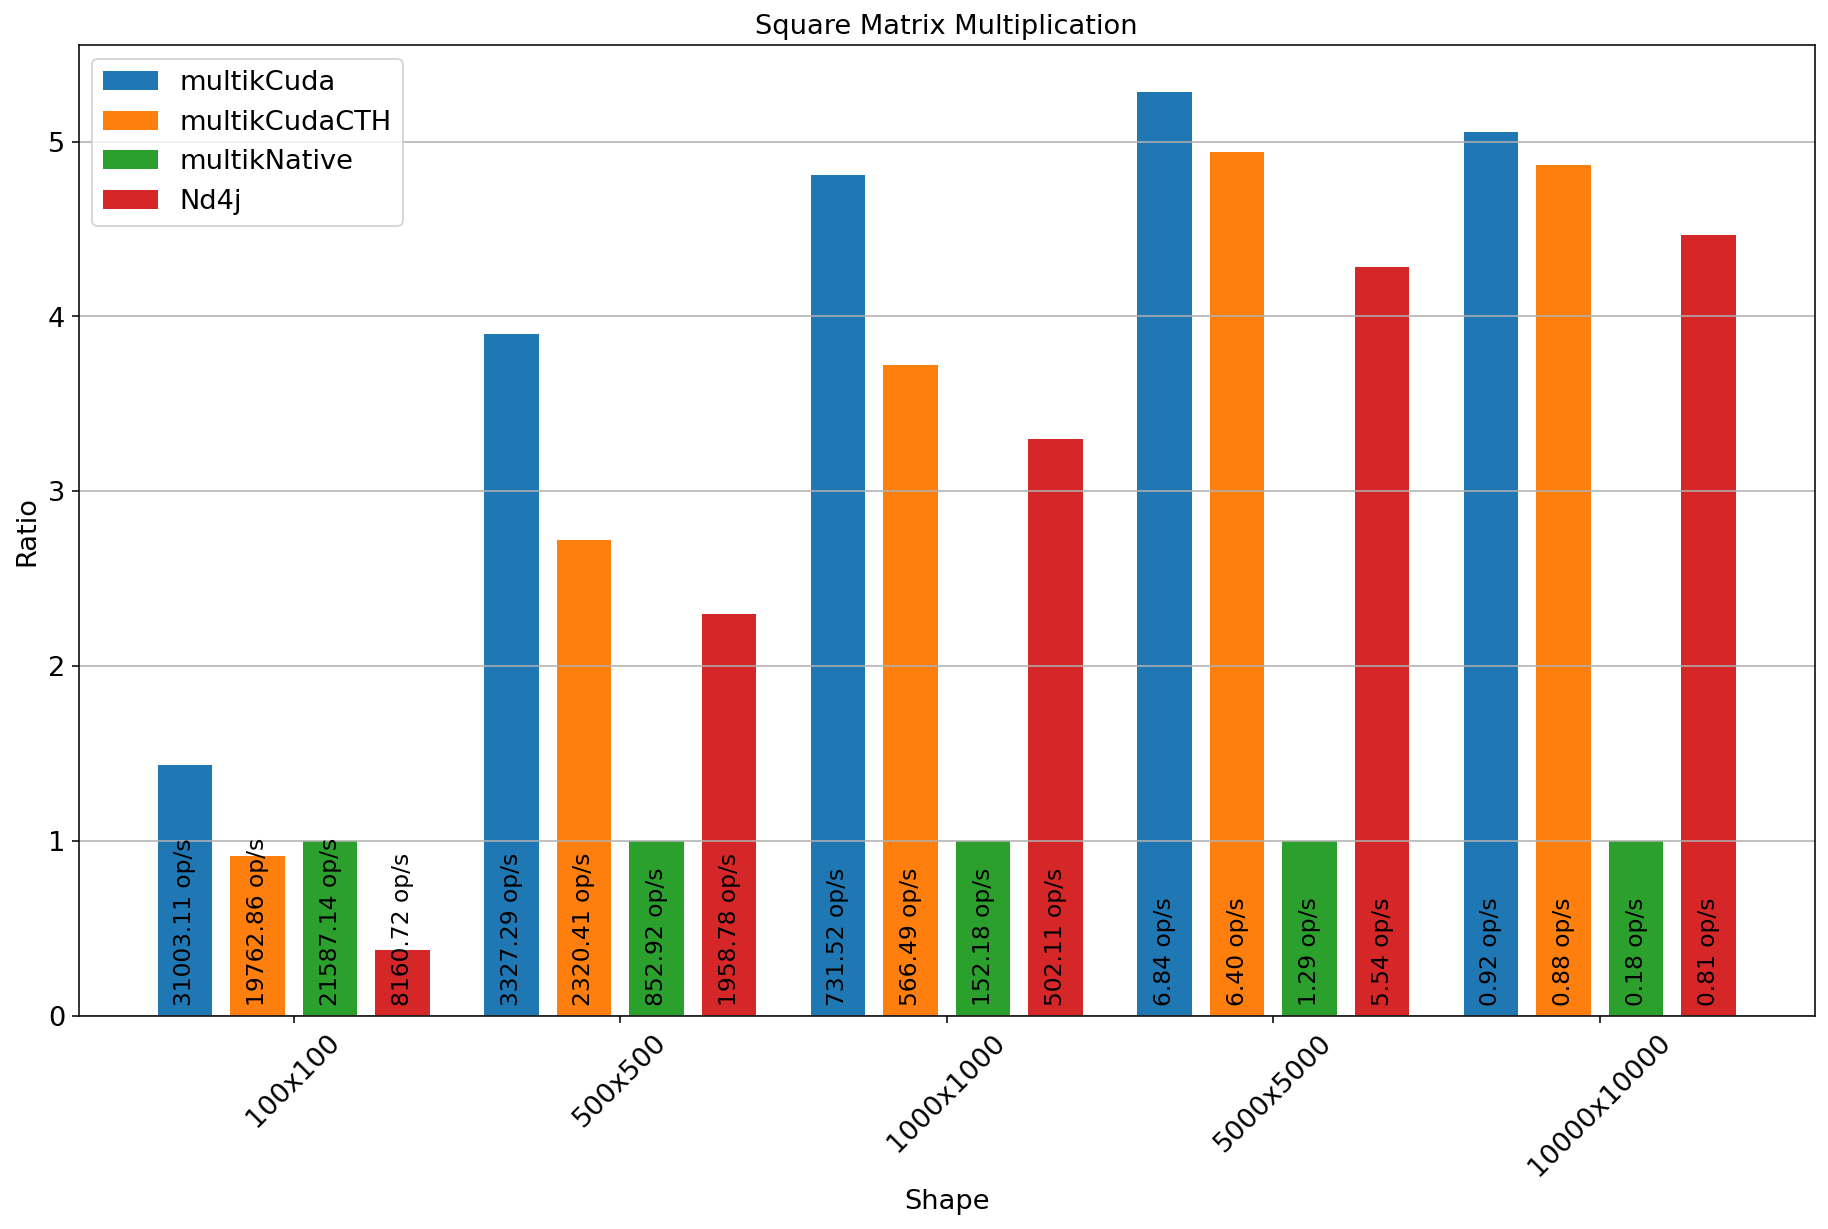 Square Matrix Multiplication
multikCuda
multikCudaCTH
multikNative
Nd4j
Ratio
5
4
3
2
1
0
31003.11 op/s
19762.86 op/s
21587.14 op/s
8160.72 op/s
3327.29 op/s
2320.41 op/s
852.92 op/s
1958.78 op/s
731.52 op/s
566.49 op/s
152.18 op/s
502.11 op/s
6.84 op/s
6.40 op/s
1.29 op/s
5.54 op/s
0.92 op/s
0.88 op/s
0.18 op/s
0.81 op/s
100x100
500x500
1000x1000
5000x5000
10000x10000
Shape